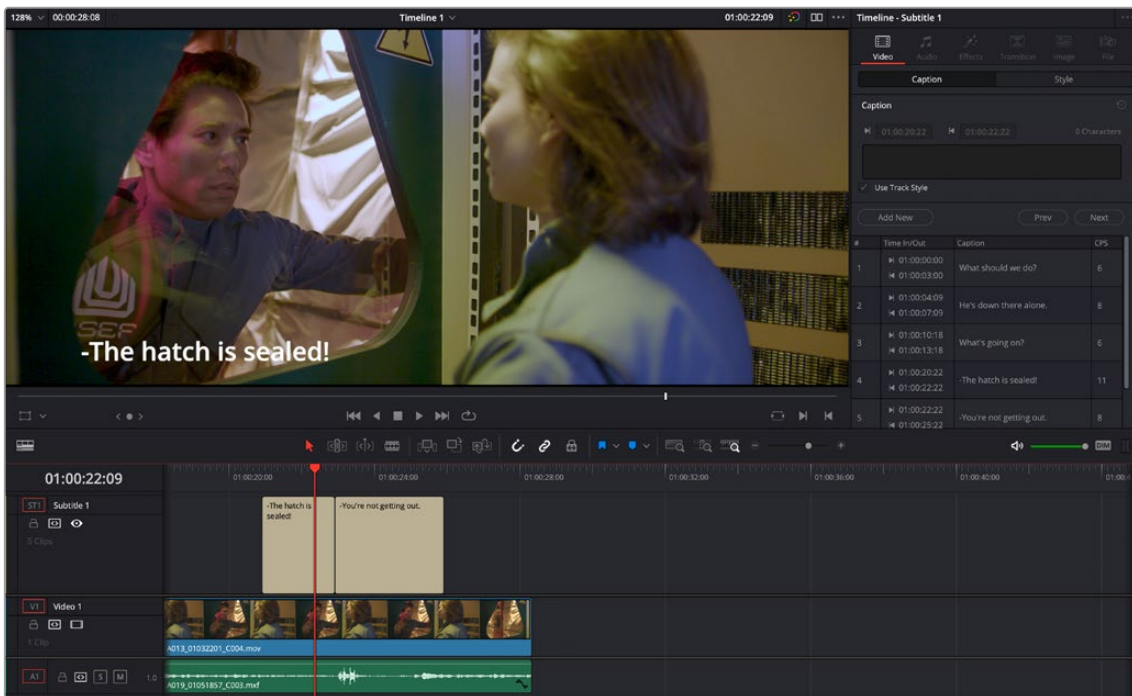 128% 00:00:28:08 Timeline 1 01:00:22:09 Timeline - Subtitle 1
Video Audio Effects Transition Image File
Caption Style
Caption
01:00:20:22 01:00:22:22 0 Characters
Use Track Style
Add New Prev Next
# Time In/Out Caption CPS
1 01:00:00:00 What should we do? 6
01:00:03:00
2 01:00:04:09 He's down there alone. 8
01:00:07:09
3 01:00:10:18 What's going on? 6
01:00:13:18
4 01:00:20:22 -The hatch is sealed! 11
01:00:22:22
5 01:00:22:22 -You're not getting out. 8
01:00:25:22
SEF
-The hatch is sealed!
DIM
01:00:22:09 01:00:20:00 01:00:24:00 01:00:28:00 01:00:32:00 01:00:36:00 01:00:40:00
ST1 Subtitle 1
5 Clips
-The hatch is
sealed!
-You're not getting out.
V1 Video 1
1 Clip
A013_01032201_C004.mov
A1 S M 1.0
A019_01051857_C003.mxf